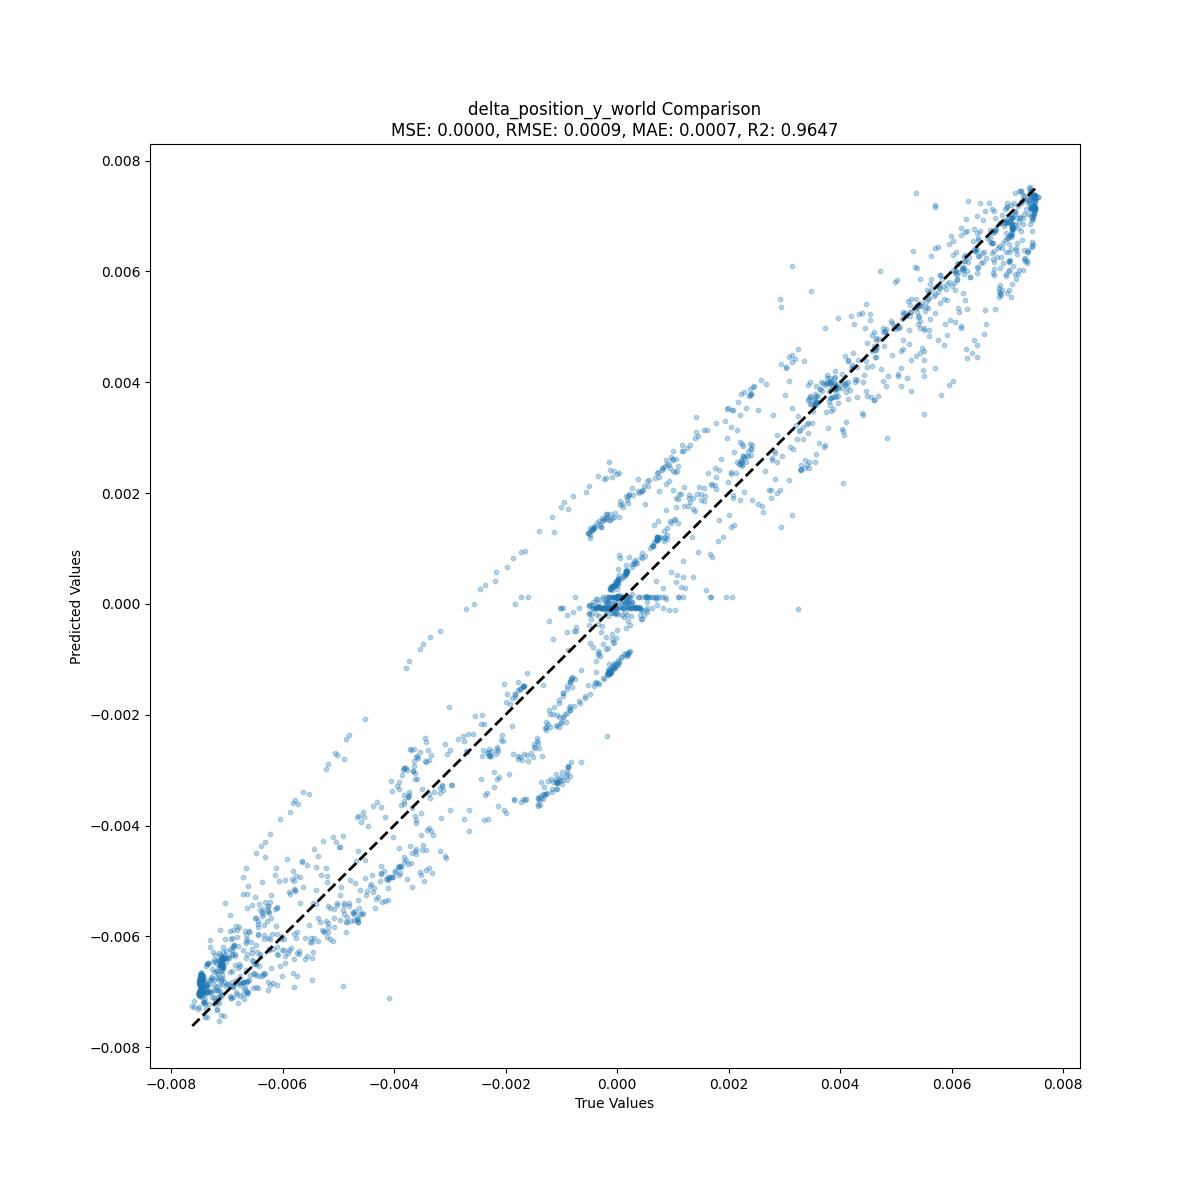 delta_position_y_world Comparison
MSE: 0.0000, RMSE: 0.0009, MAE: 0.0007, R2: 0.9647
0.008
0.006
0.004
0.002
0.000
−0.002
−0.004
−0.006
−0.008
Predicted Values
−0.008 −0.006 −0.004 −0.002 0.000 0.002 0.004 0.006 0.008
True Values